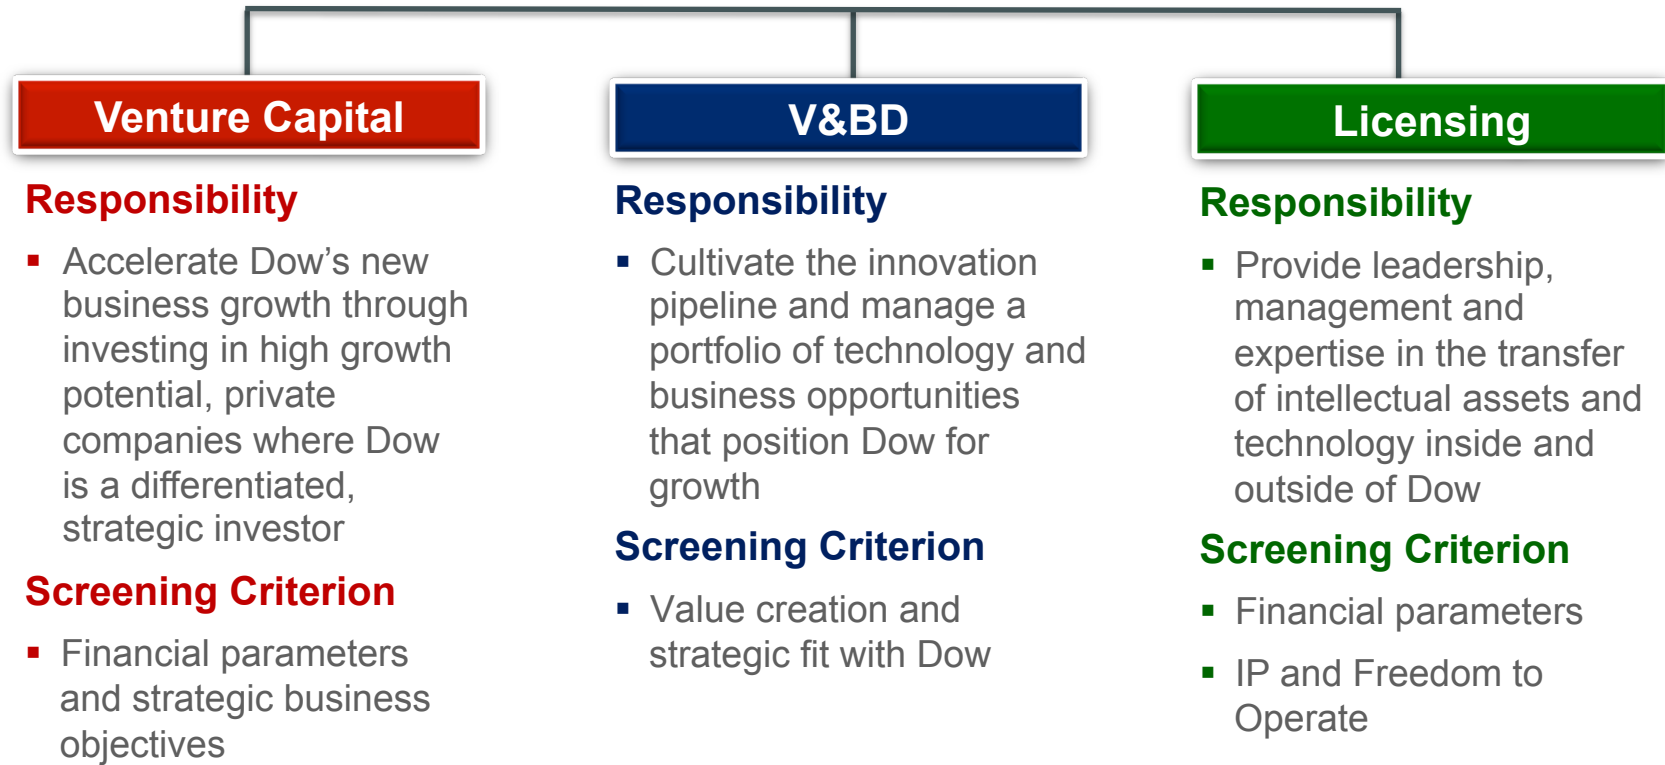 Venture Capital
Responsibility
▪ Accelerate Dow’s new
business growth through
investing in high growth
potential, private
companies where Dow
is a differentiated,
strategic investor
Screening Criterion
▪ Financial parameters
and strategic business
objectives
V&BD
Responsibility
▪ Cultivate the innovation
pipeline and manage a
portfolio of technology and
business opportunities
that position Dow for
growth
Screening Criterion
▪ Value creation and
strategic fit with Dow
Licensing
Responsibility
▪ Provide leadership,
management and
expertise in the transfer
of intellectual assets and
technology inside and
outside of Dow
Screening Criterion
▪ Financial parameters
▪ IP and Freedom to
Operate